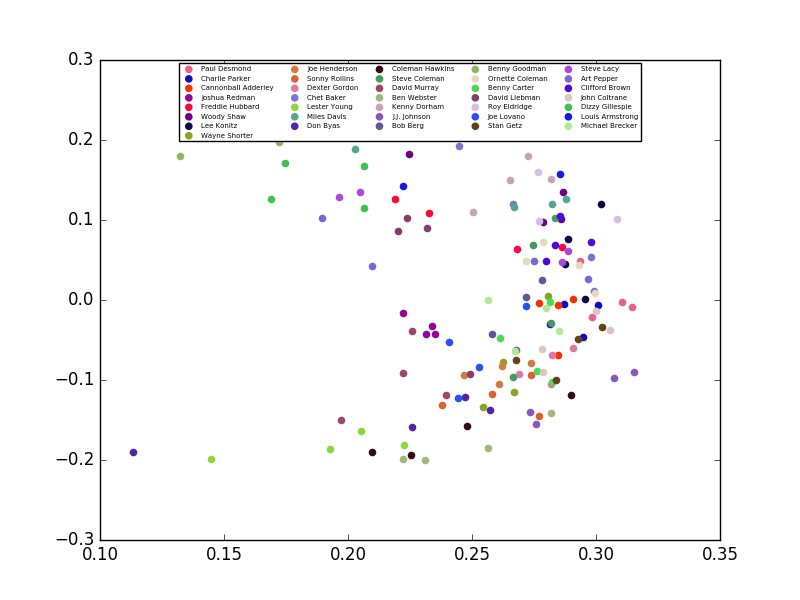 0.3
Paul Desmond Joe Henderson Coleman Hawkins Benny Goodman Steve Lacy
Charlie Parker Sonny Rollins Steve Coleman Ornette Coleman Art Pepper
Cannonball Adderley Dexter Gordon David Murray Benny Carter Clifford Brown
Joshua Redman Chet Baker Ben Webster David Liebman John Coltrane
Freddie Hubbard Lester Young Kenny Dorham Roy Eldridge Dizzy Gillespie
Woody Shaw Miles Davis J.J. Johnson Joe Lovano Louis Armstrong
Lee Konitz Don Byas Bob Berg Stan Getz Michael Brecker
Wayne Shorter
0.2
0.1
0.0
−0.1
−0.2
−0.3
0.10 0.15 0.20 0.25 0.30 0.35